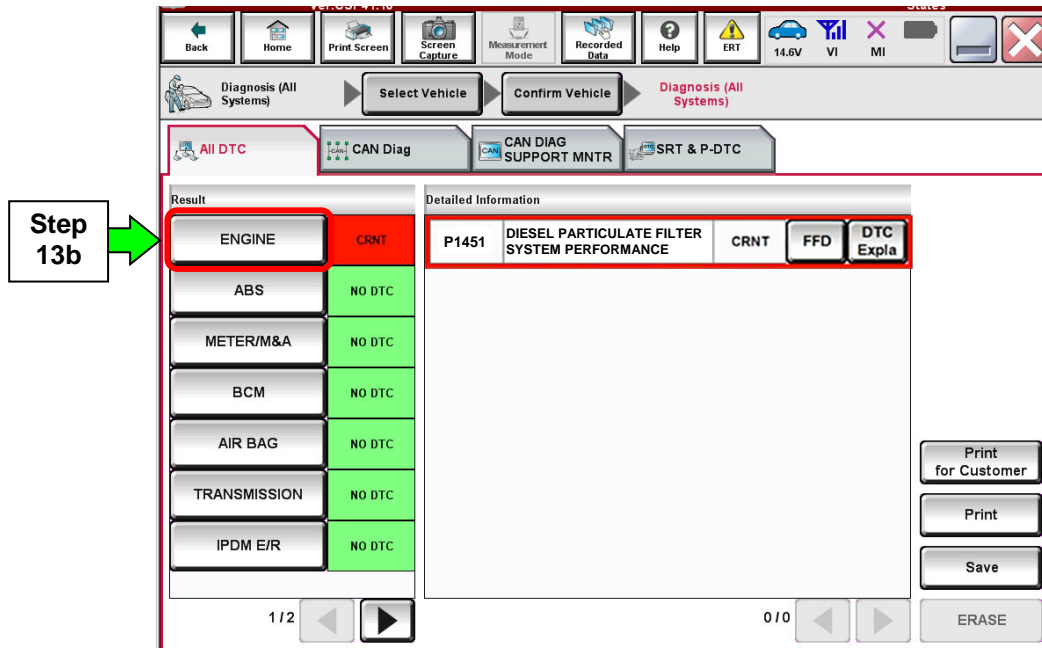 Back
Home
Print Screen
Screen
Capture
Measurement
Mode
Recorded
Data
Help
ERT
14.6V
VI
MI
Diagnosis (All
Systems)
Select Vehicle
Confirm Vehicle
Diagnosis (All
Systems)
All DTC
CAN Diag
CAN DIAG
SUPPORT MNTR
SRT & P-DTC
Result
Detailed Information
Step
13b
ENGINE
CRNT
P1451
DIESEL PARTICULATE FILTER
SYSTEM PERFORMANCE
CRNT
FFD
DTC
Expla
ABS
NO DTC
METER/M&A
NO DTC
BCM
NO DTC
AIR BAG
NO DTC
TRANSMISSION
NO DTC
IPDM E/R
NO DTC
Print
for Customer
Print
Save
1/2
0/0
ERASE